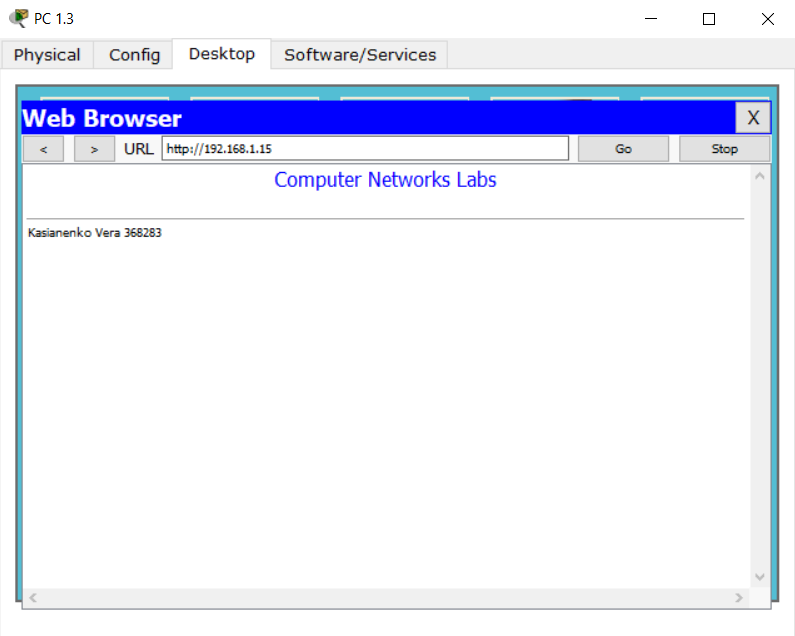 PC 1.3
Physical Config Desktop Software/Services
Web Browser X
< > URL http://192.168.1.15 Go Stop
Computer Networks Labs
Kasianenko Vera 368283